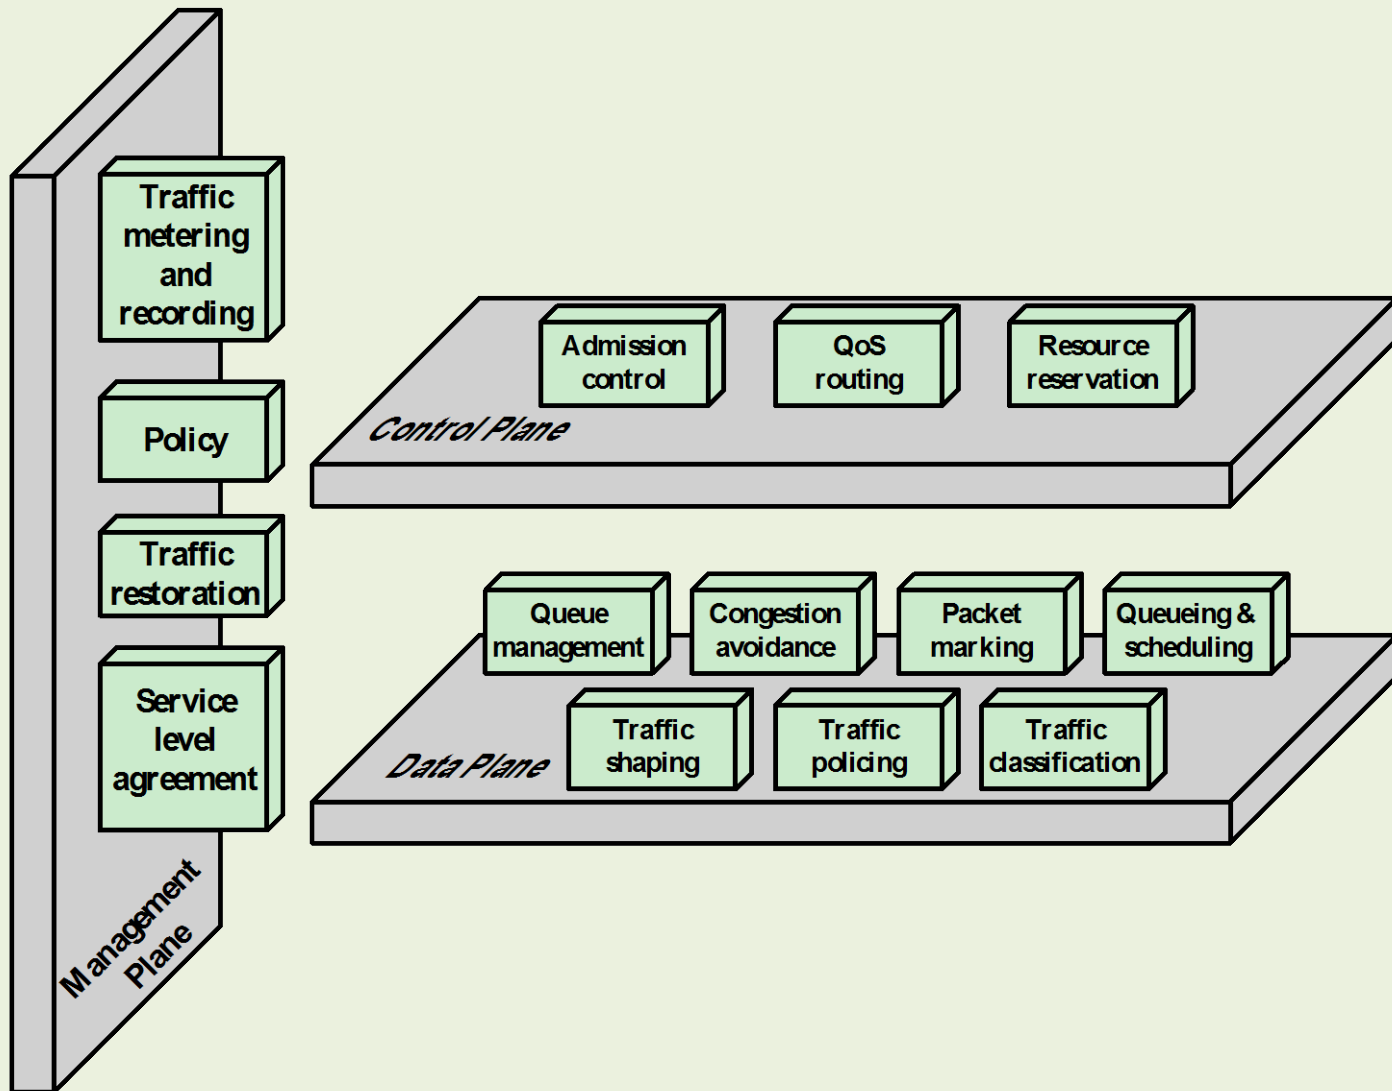 Traffic
metering
and
recording
Policy
Traffic
restoration
Service
level
agreement
Management
Plane
Admission
control
QoS
routing
Resource
reservation
Control Plane
Queue
management
Congestion
avoidance
Packet
marking
Queueing &
scheduling
Traffic
shaping
Traffic
policing
Traffic
classification
Data Plane